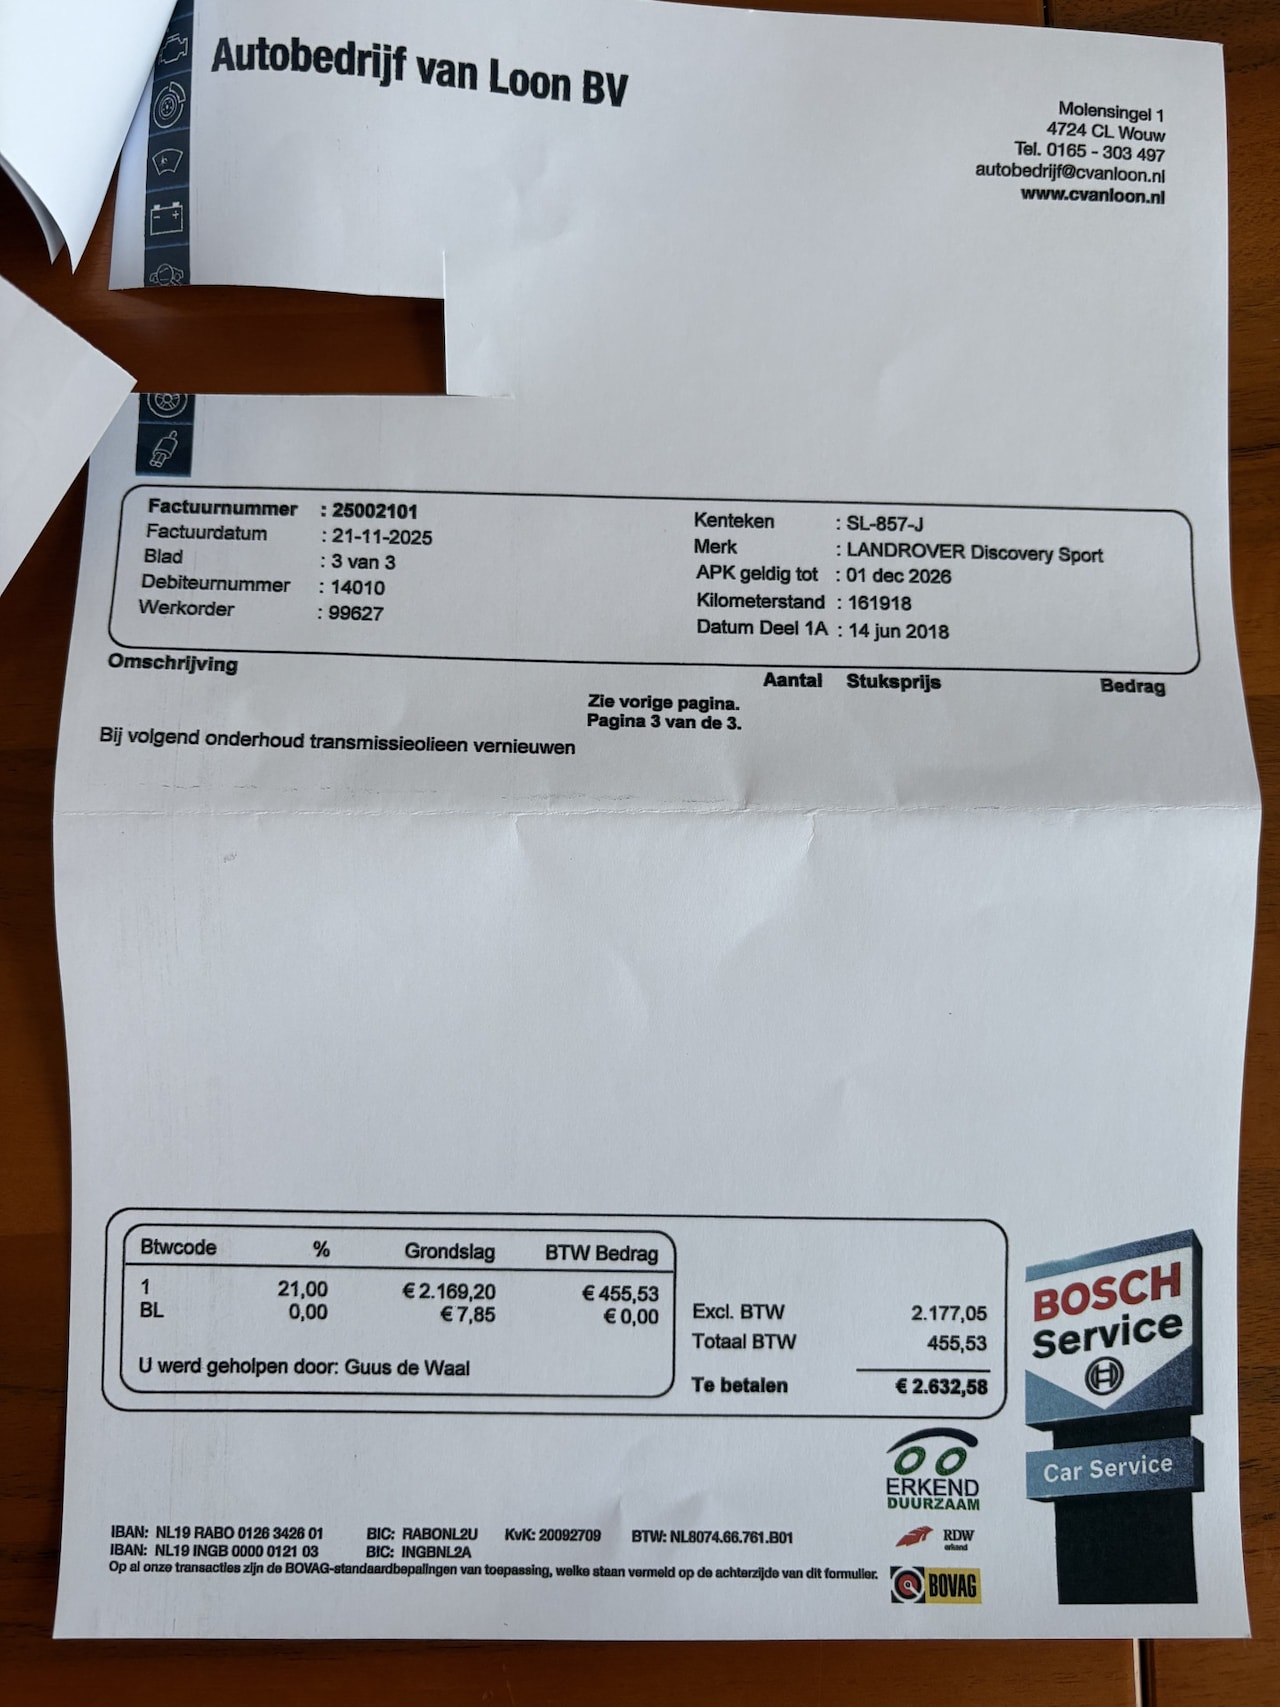 Autobedrijf van Loon BV
Molensingel 1
4724 CL Wouw
Tel. 0165 - 303 497
autobedrijf@cvanloon.nl
www.cvanloon.nl
Factuurnummer : 25002101
Factuurdatum : 21-11-2025
Blad : 3 van 3
Debiteurnummer : 14010
Werkorder : 99627
Kenteken : SL-857-J
Merk : LANDROVER Discovery Sport
APK geldig tot : 01 dec 2026
Kilometerstand : 161918
Datum Deel 1A : 14 jun 2018
Omschrijving Aantal Stuksprijs Bedrag
Zie vorige pagina.
Pagina 3 van de 3.
Bij volgend onderhoud transmissieolieen vernieuwen
Btwcode % Grondslag BTW Bedrag
1 21,00 € 2.169,20 € 455,53
BL 0,00 € 7,85 € 0,00
U werd geholpen door: Guus de Waal
Excl. BTW 2.177,05
Totaal BTW 455,53
Te betalen € 2.632,58
BOSCH
Service
Car Service
ERKEND
DUURZAAM
RDW
erkend
BOVAG
IBAN: NL19 RABO 0126 3426 01 BIC: RABONL2U KvK: 20092709 BTW: NL8074.66.761.B01
IBAN: NL19 INGB 0000 0121 03 BIC: INGBNL2A
Op al onze transacties zijn de BOVAG-standaardbepalingen van toepassing, welke staan vermeld op de achterzijde van dit formulier.